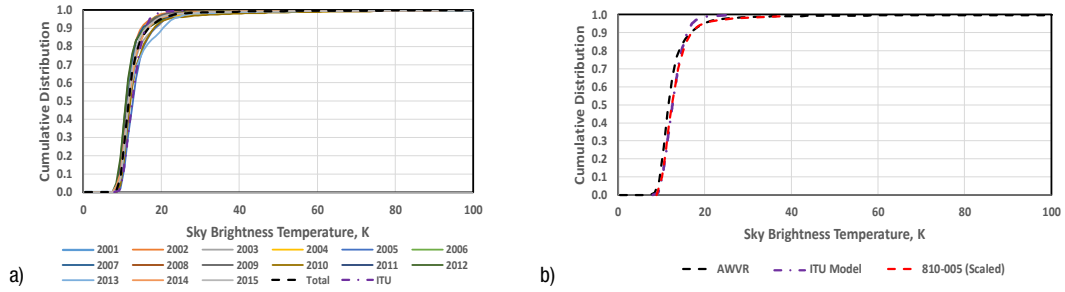 Cumulative Distribution
1.0
0.9
0.8
0.7
0.6
0.5
0.4
0.3
0.2
0.1
0.0
0 20 40 60 80 100
Sky Brightness Temperature, K
2001 2002 2003 2004 2005 2006
2007 2008 2009 2010 2011 2012
2013 2014 2015 Total ITU
a)
Cumulative Distribution
1.0
0.9
0.8
0.7
0.6
0.5
0.4
0.3
0.2
0.1
0.0
0 20 40 60 80 100
Sky Brightness Temperature, K
AWVR ITU Model 810-005 (Scaled)
b)